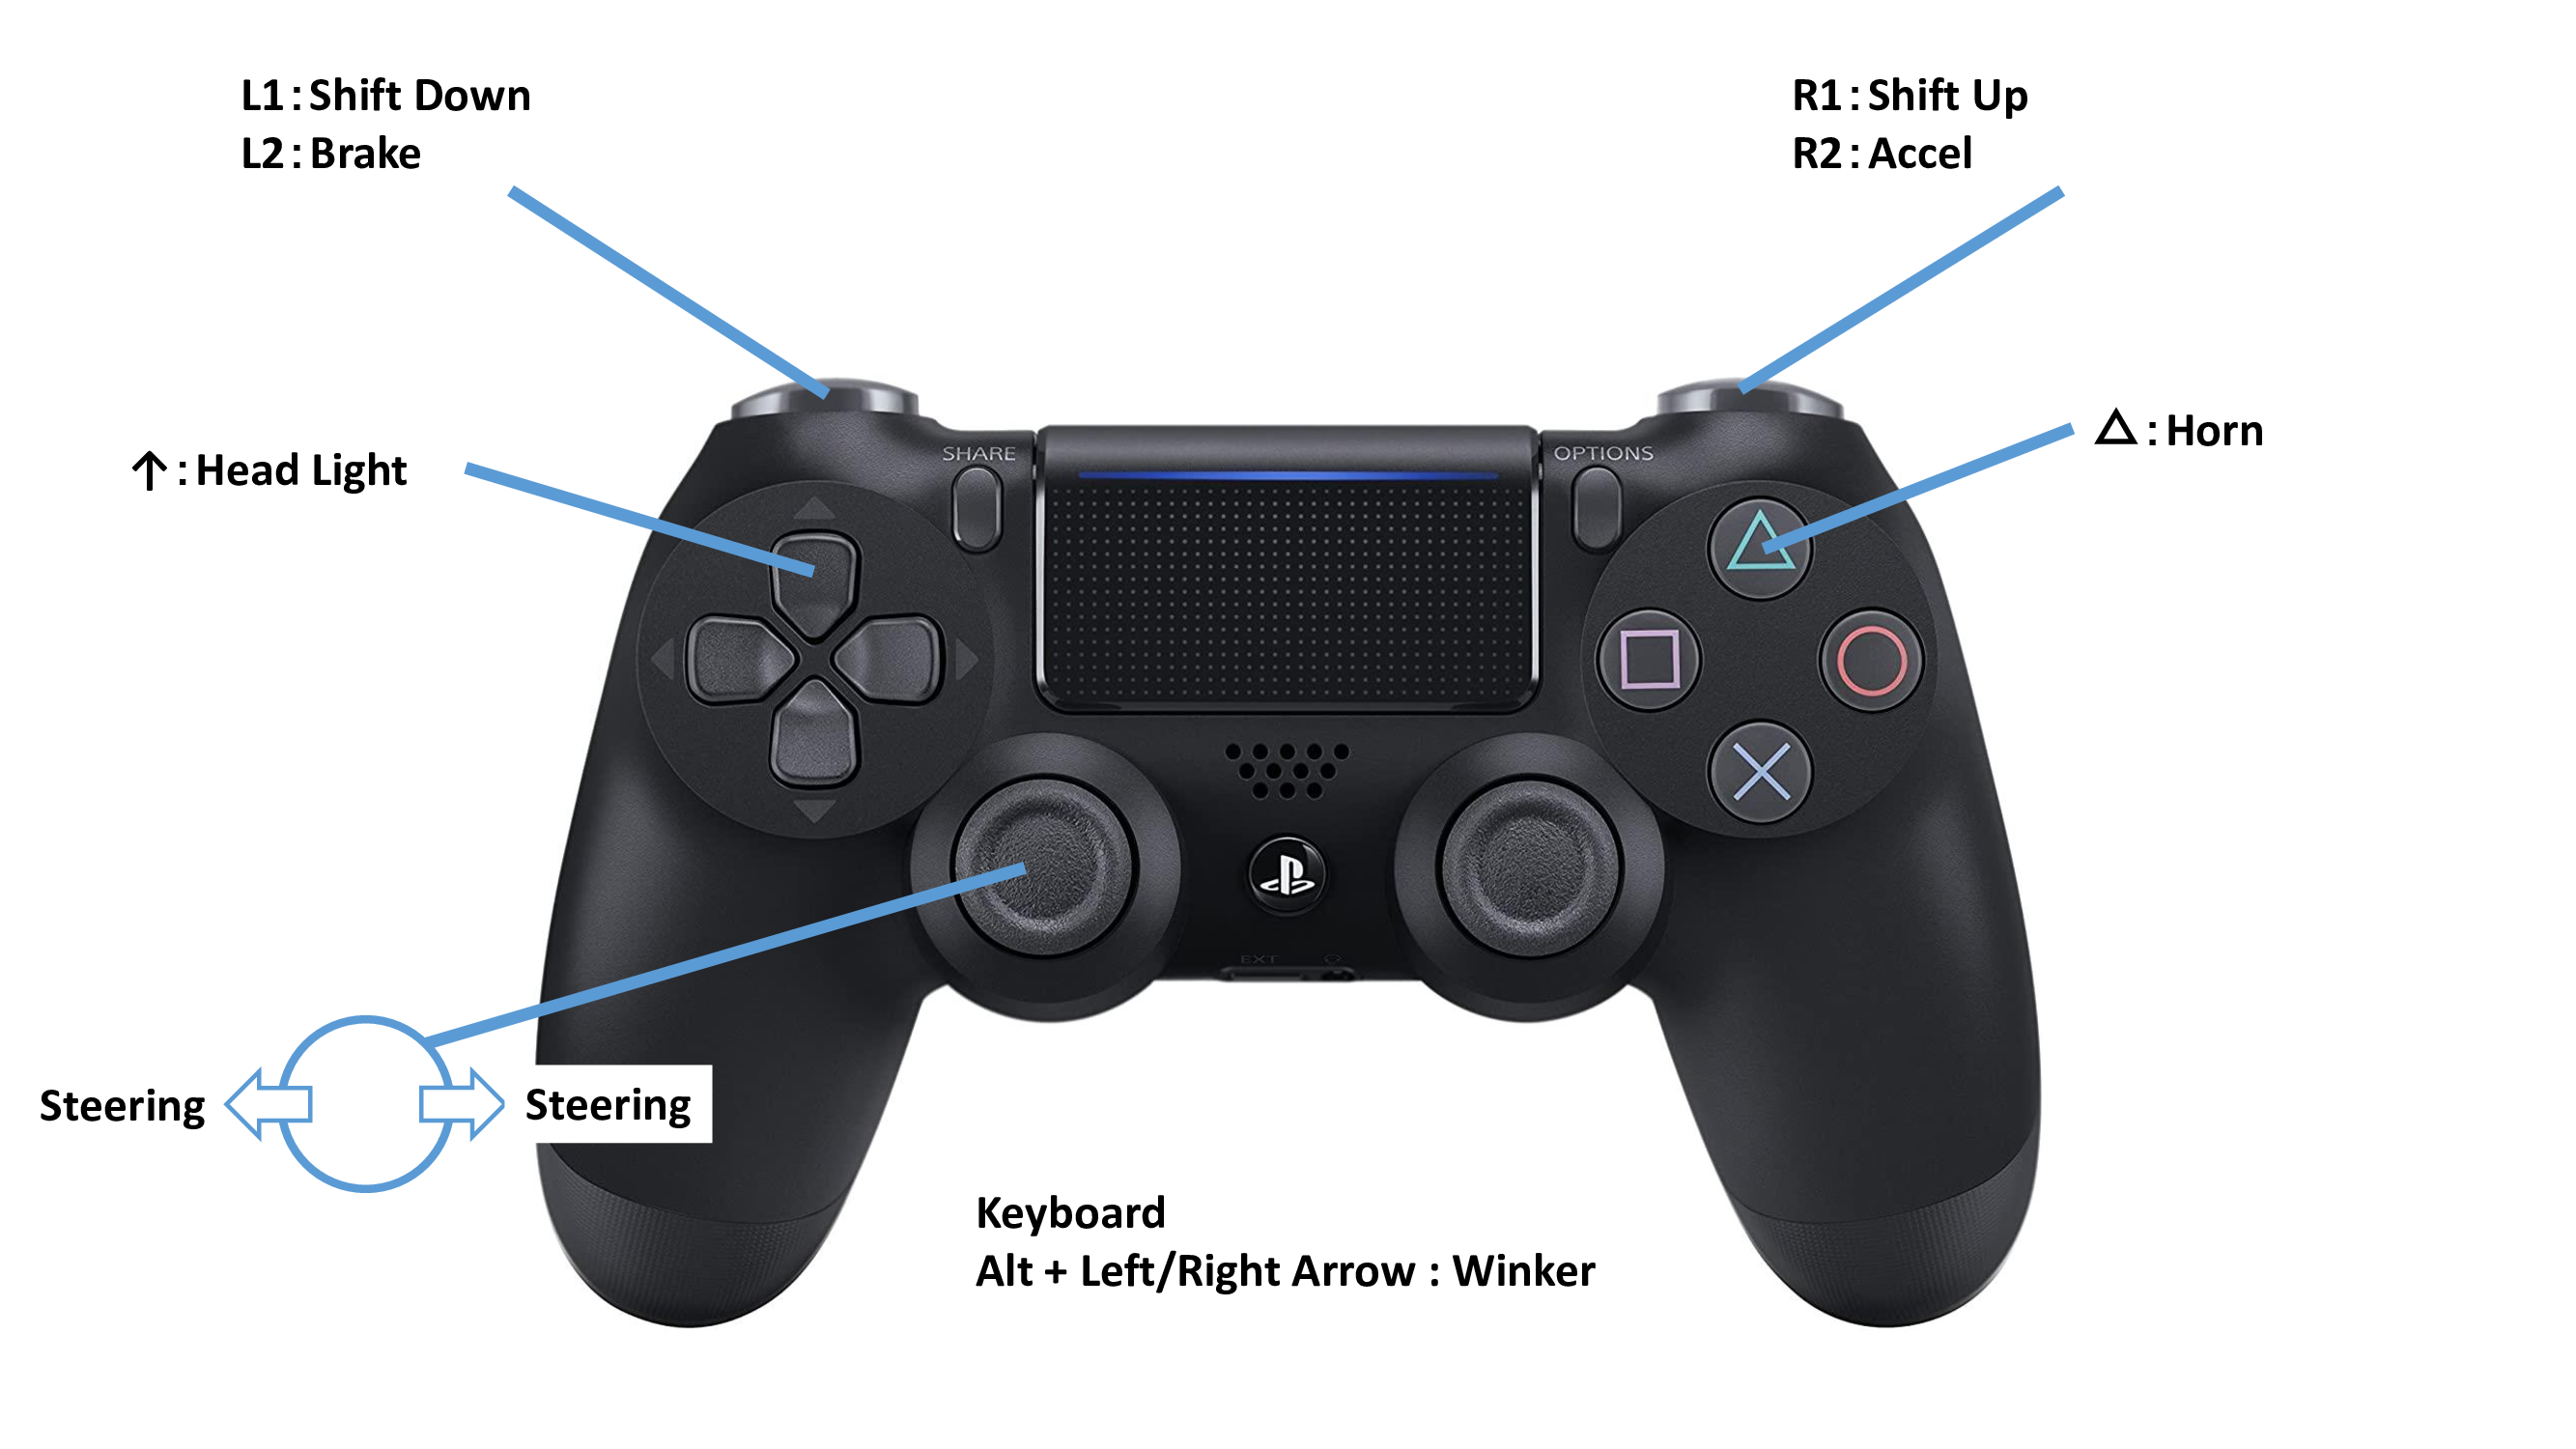 L1:Shift Down
L2:Brake
R1:Shift Up
R2:Accel
↑:Head Light
△:Horn
SHARE
OPTIONS
EXT
Steering
Steering
Keyboard
Alt + Left/Right Arrow : Winker